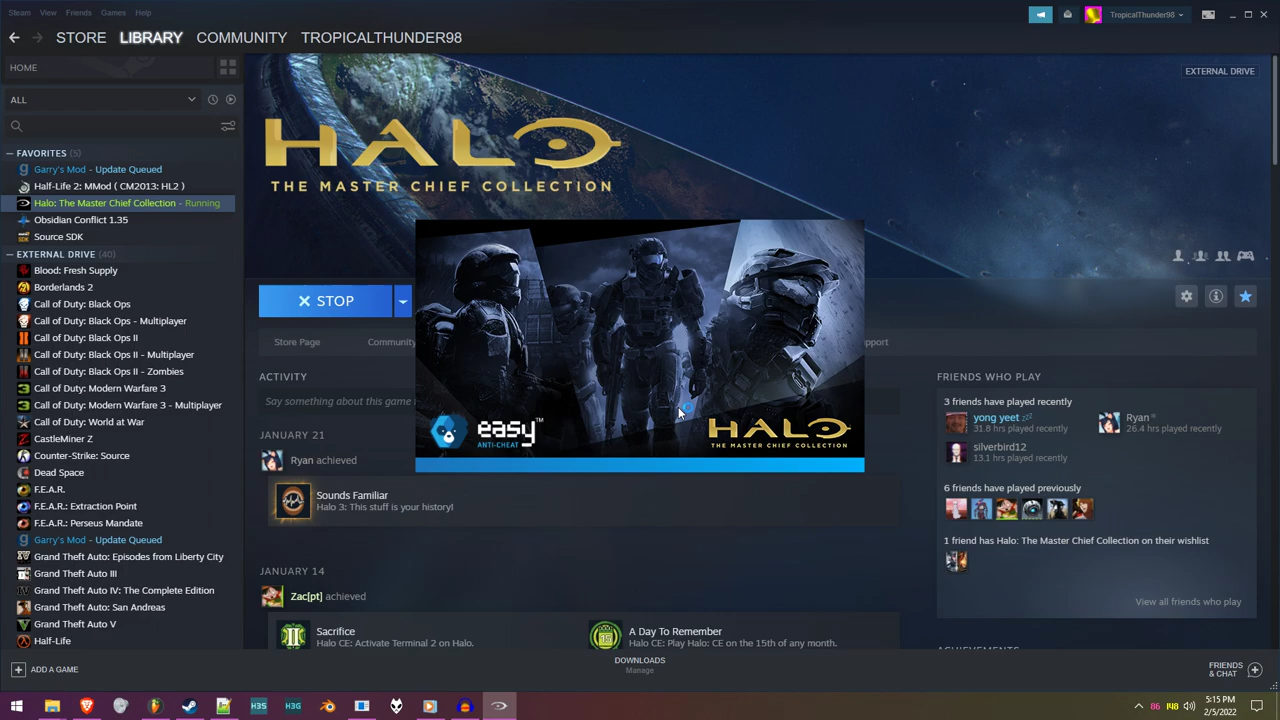 Steam View Friends Games Help
TropicalThunder98
STORE LIBRARY COMMUNITY TROPICALTHUNDER98
HOME
ALL
FAVORITES (5)
Garry's Mod - Update Queued
Half-Life 2: MMod ( CM2013: HL2 )
Halo: The Master Chief Collection - Running
Obsidian Conflict 1.35
Source SDK
EXTERNAL DRIVE (40)
Blood: Fresh Supply
Borderlands 2
Call of Duty: Black Ops
Call of Duty: Black Ops - Multiplayer
Call of Duty: Black Ops II
Call of Duty: Black Ops II - Multiplayer
Call of Duty: Black Ops II - Zombies
Call of Duty: Modern Warfare 3
Call of Duty: Modern Warfare 3 - Multiplayer
Call of Duty: World at War
CastleMiner Z
Counter-Strike: Source
Dead Space
F.E.A.R.
F.E.A.R.: Extraction Point
F.E.A.R.: Perseus Mandate
Garry's Mod - Update Queued
Grand Theft Auto: Episodes from Liberty City
Grand Theft Auto III
Grand Theft Auto IV: The Complete Edition
Grand Theft Auto: San Andreas
Grand Theft Auto V
Half-Life
ADD A GAME
EXTERNAL DRIVE
HALO
THE MASTER CHIEF COLLECTION
STOP
Store Page
Community
pport
ACTIVITY
Say something about this game
JANUARY 21
Ryan achieved
Sounds Familiar
Halo 3: This stuff is your history!
JANUARY 14
Zac[pt] achieved
Sacrifice
Halo CE: Activate Terminal 2 on Halo.
A Day To Remember
Halo CE: Play Halo: CE on the 15th of any month.
easy™
ANTI-CHEAT
HALO
THE MASTER CHIEF COLLECTION
FRIENDS WHO PLAY
3 friends have played recently
yong yeet zzz
31.8 hrs played recently
Ryan
26.4 hrs played recently
silverbird12
13.1 hrs played recently
6 friends have played previously
1 friend has Halo: The Master Chief Collection on their wishlist
View all friends who play
DOWNLOADS
Manage
FRIENDS
& CHAT
H3S
H3G
5:15 PM
2/5/2022